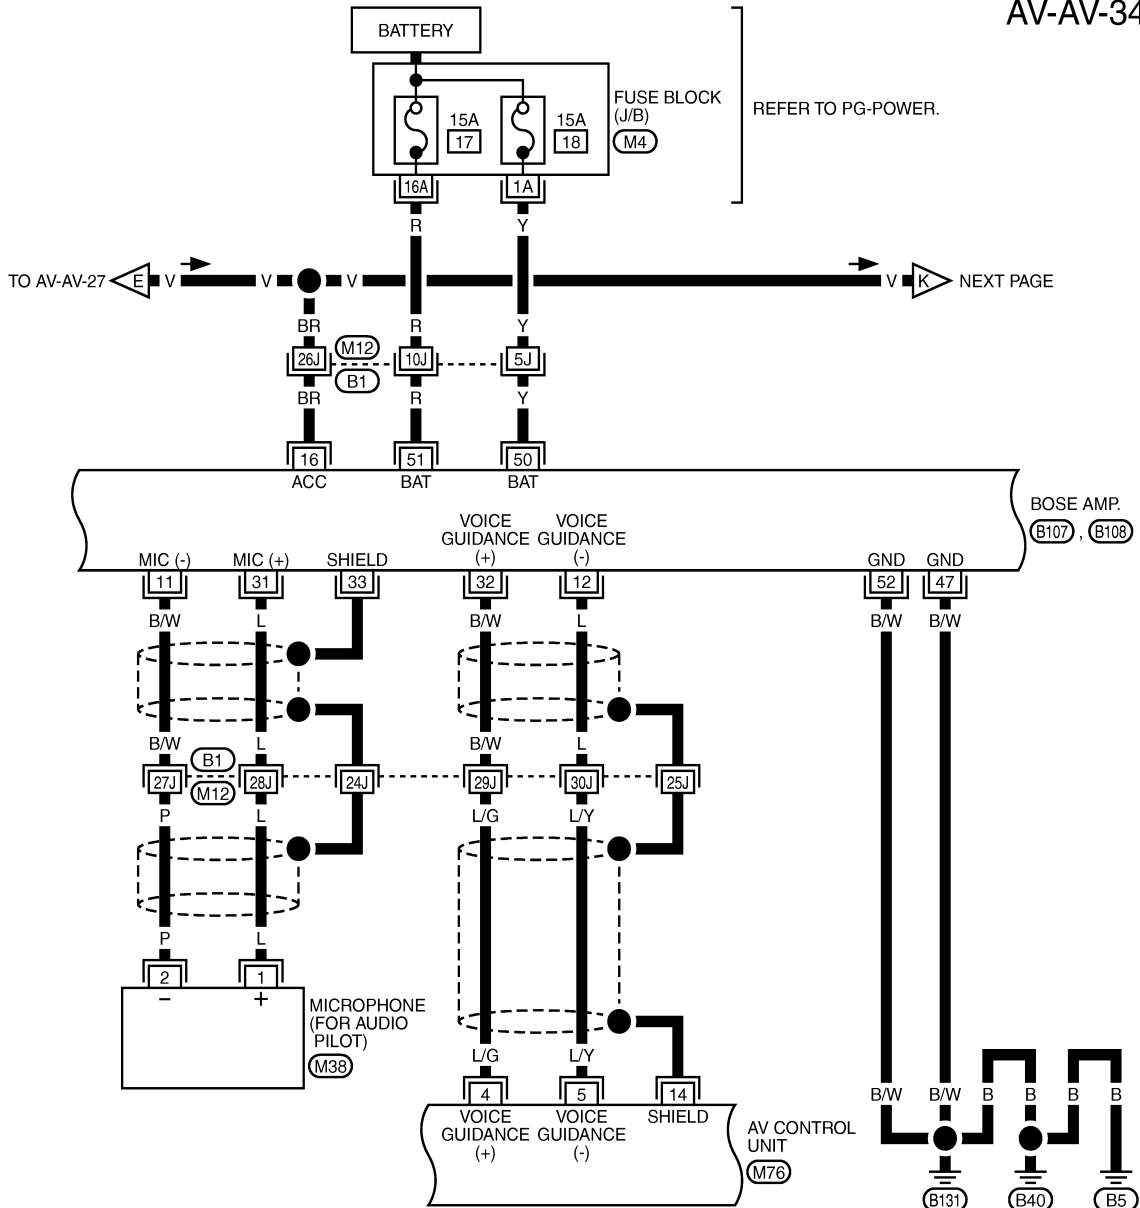 AV-AV-34
BATTERY
FUSE BLOCK
(J/B)
M4
15A
17
15A
18
REFER TO PG-POWER.
16A
1A
R
Y
TO AV-AV-27
E
V
V
V
V
K
NEXT PAGE
BR
R
Y
M12
26J
10J
5J
B1
BR
R
Y
16
51
50
ACC
BAT
BAT
BOSE AMP.
B107 , B108
VOICE
GUIDANCE
(+)
VOICE
GUIDANCE
(-)
MIC (-)
MIC (+)
SHIELD
GND
GND
11
31
33
32
12
52
47
B/W
L
B/W
L
B/W
B/W
B/W
L
B/W
L
B1
27J
28J
24J
29J
30J
25J
M12
P
L
L/G
L/Y
P
L
2
1
–
+
MICROPHONE
(FOR AUDIO
PILOT)
M38
L/G
L/Y
4
5
14
VOICE
GUIDANCE
(+)
VOICE
GUIDANCE
(-)
SHIELD
AV CONTROL
UNIT
M76
B/W
B/W
B
B
B
B
B131
B40
B5